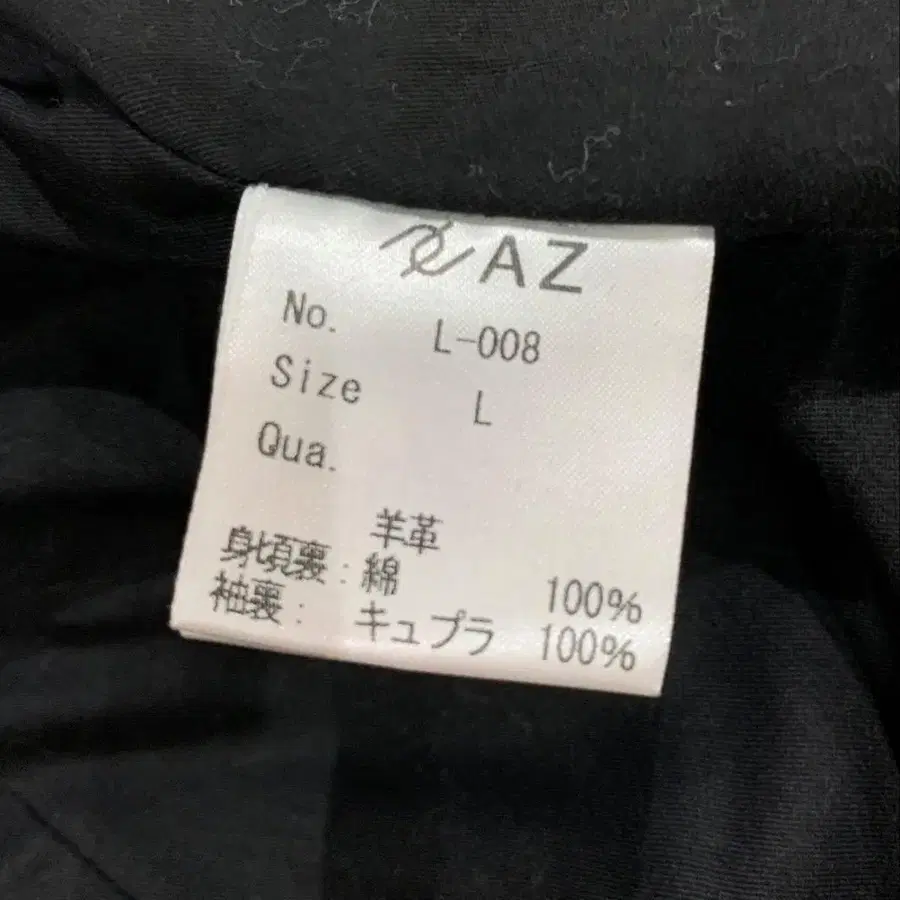 AZ
No. L-008
Size L
Qua.
羊革
身頃裏:綿 100%
袖裏: キュプラ 100%